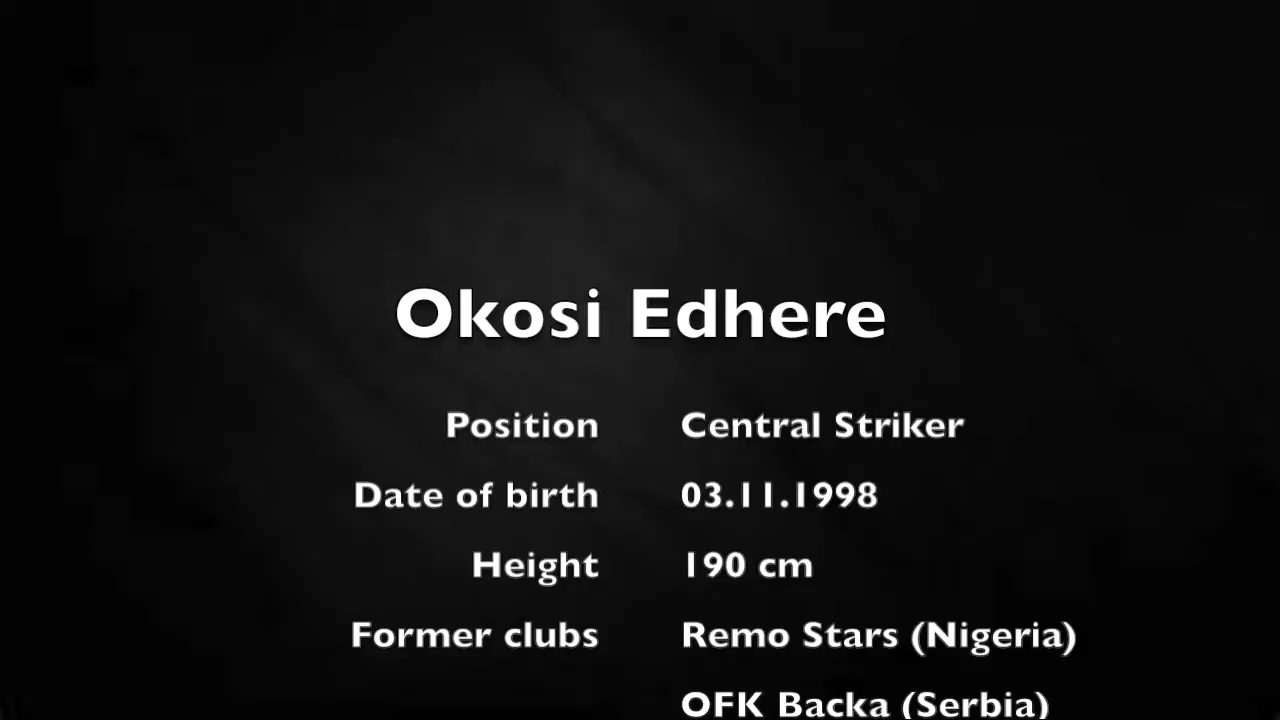 Okosi Edhere
Position Central Striker
Date of birth 03.11.1998
Height 190 cm
Former clubs Remo Stars (Nigeria)
OFK Backa (Serbia)